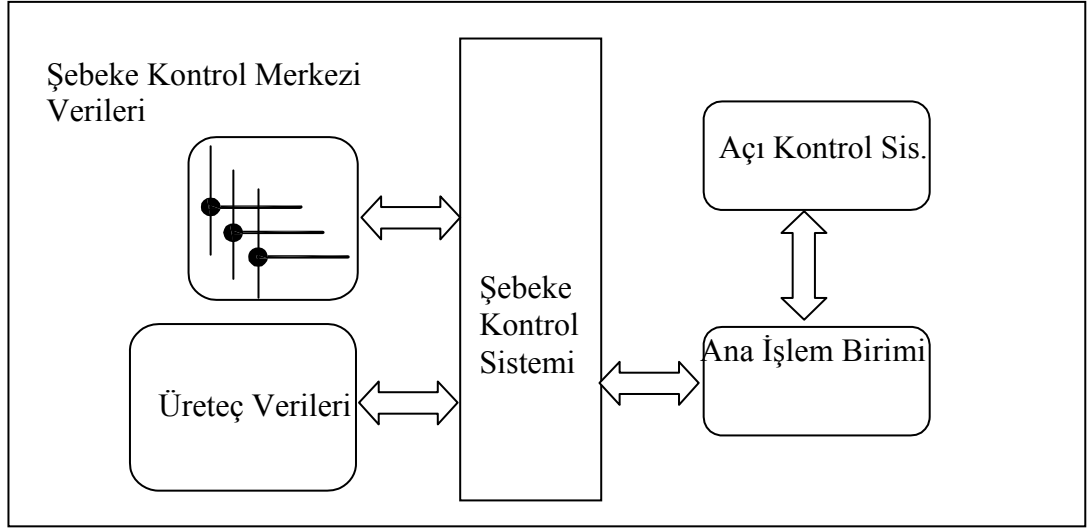 Şebeke Kontrol Merkezi
Verileri
Açı Kontrol Sis.
Şebeke
Kontrol
Sistemi
Ana İşlem Birimi
Üreteç Verileri